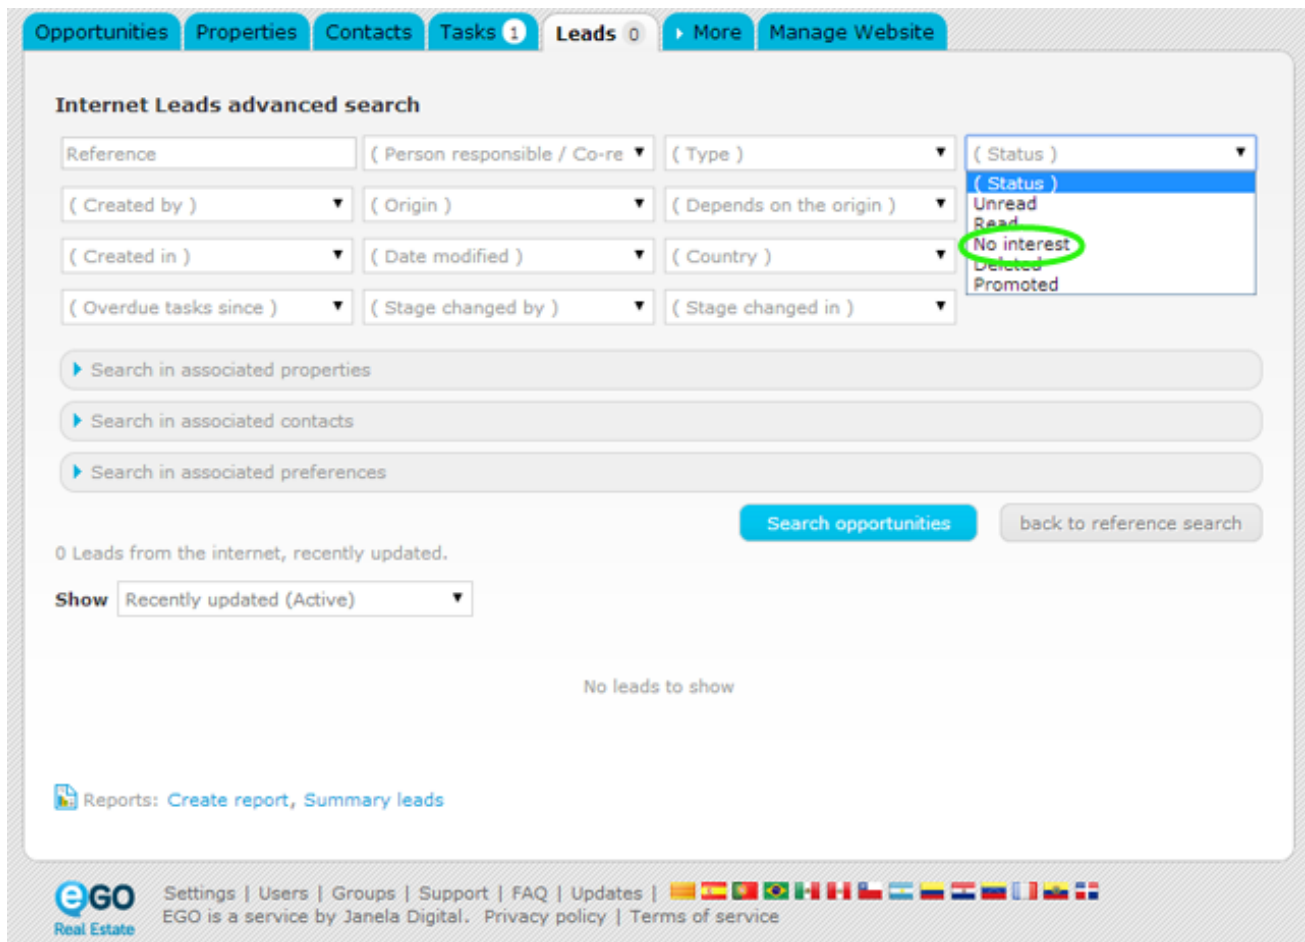 Opportunities Properties Contacts Tasks 1 Leads 0 More Manage Website
Internet Leads advanced search
Reference ( Person responsible / Co-re ( Type ) ( Status )
( Status )
Unread
Read
No interest
Deleted
Promoted
( Created by ) ( Origin ) ( Depends on the origin )
( Created in ) ( Date modified ) ( Country )
( Overdue tasks since ) ( Stage changed by ) ( Stage changed in )
Search in associated properties
Search in associated contacts
Search in associated preferences
Search opportunities back to reference search
0 Leads from the internet, recently updated.
Show Recently updated (Active)
No leads to show
Reports: Create report, Summary leads
eGO
Real Estate
Settings | Users | Groups | Support | FAQ | Updates |
EGO is a service by Janela Digital. Privacy policy | Terms of service